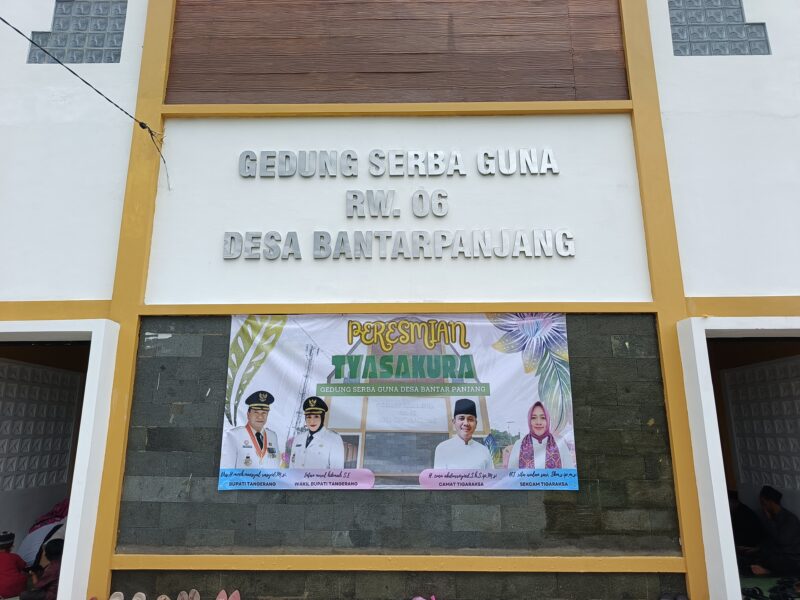 GEDUNG SERBA GUNA
RW. 06
DESA BANTARPANJANG
PERESMIAN
TYASAKURA
GEDUNG SERBA GUNA DESA BANTAR PANJANG
BUPATI TANGERANG
WAKIL BUPATI TANGERANG
CAMAT TIGARAKSA
SEKCAM TIGARAKSA